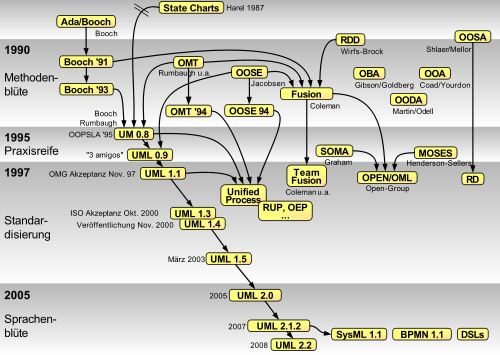 State Charts Harel 1987
Ada/Booch
Booch
RDD
Wirfs-Brock
OOSA
Shlaer/Mellor
1990
Methoden-
blüte
Booch '91
OMT
Rumbaugh u.a.
OOSE
Jacobsen
OBA
Gibson/Goldberg
OOA
Coad/Yourdon
Booch '93
Fusion
Coleman
OODA
Martin/Odell
OMT '94
OOSE 94
Booch
Rumbaugh
1995
Praxisreife
OOPSLA '95
UM 0.8
"3 amigos"
UML 0.9
SOMA
Graham
MOSES
Henderson-Sellers
1997
Standar-
disierung
OMG Akzeptanz Nov. 97
UML 1.1
Team
Fusion
Coleman u.a.
OPEN/OML
Open-Group
RD
Unified
Process
RUP, OEP
...
ISO Akzeptanz Okt. 2000
UML 1.3
Veröffentlichung Nov. 2000
UML 1.4
März 2003
UML 1.5
2005
Sprachen-
blüte
2005
UML 2.0
2007
UML 2.1.2
SysML 1.1
BPMN 1.1
DSLs
2008
UML 2.2